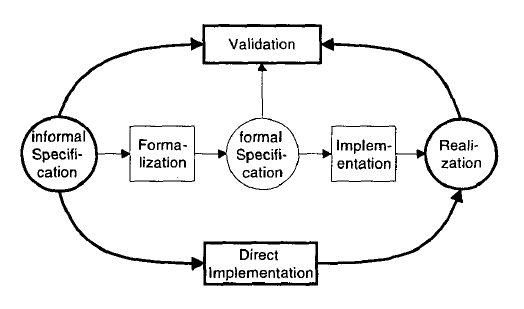 Validation
informal
Specifi-
cation
Forma-
lization
formal
Specifi-
cation
Implem-
entation
Reali-
zation
Direct
Implementation